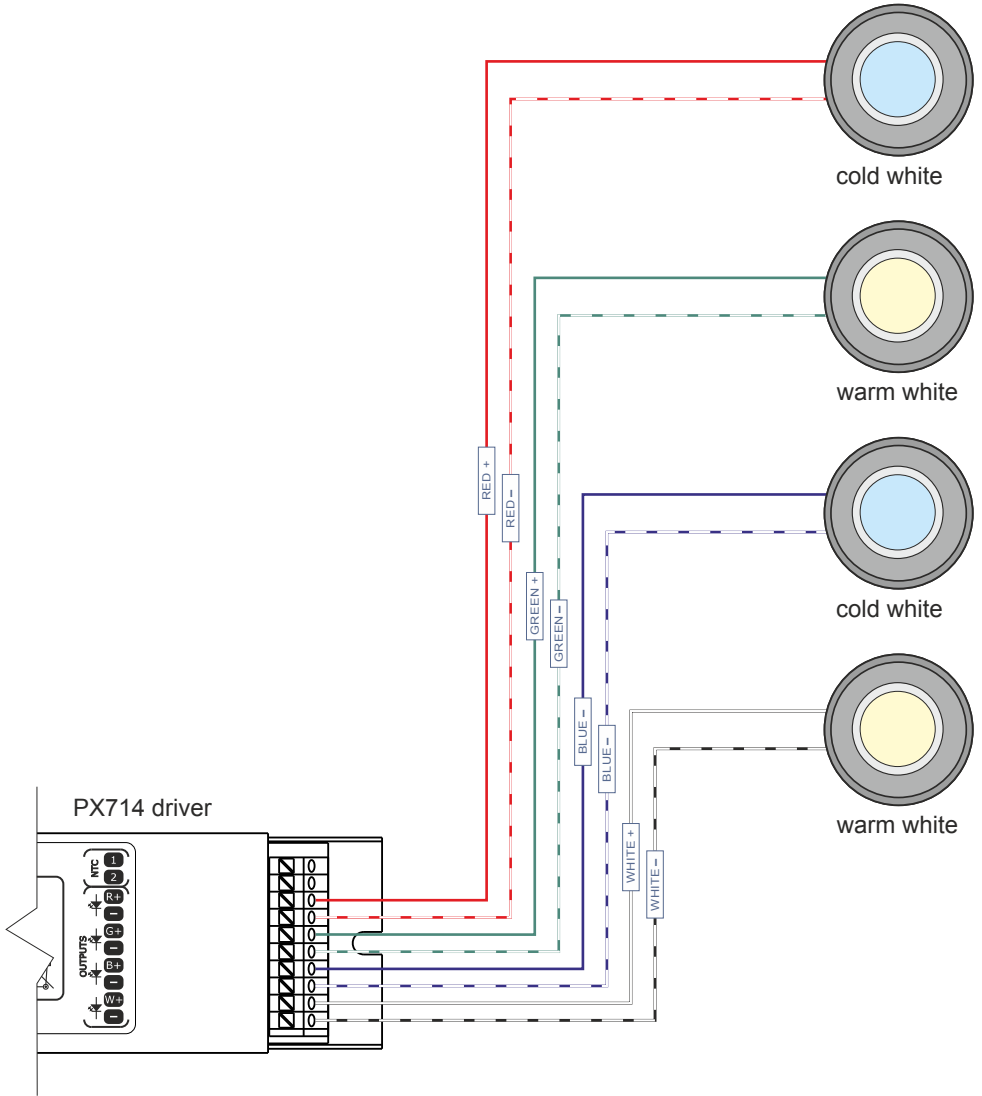 cold white
warm white
RED +
RED –
cold white
GREEN +
GREEN –
BLUE –
BLUE –
warm white
WHITE +
WHITE –
PX714 driver
NTC
1
2
OUTPUTS
R+
–
G+
–
B+
–
W+
–